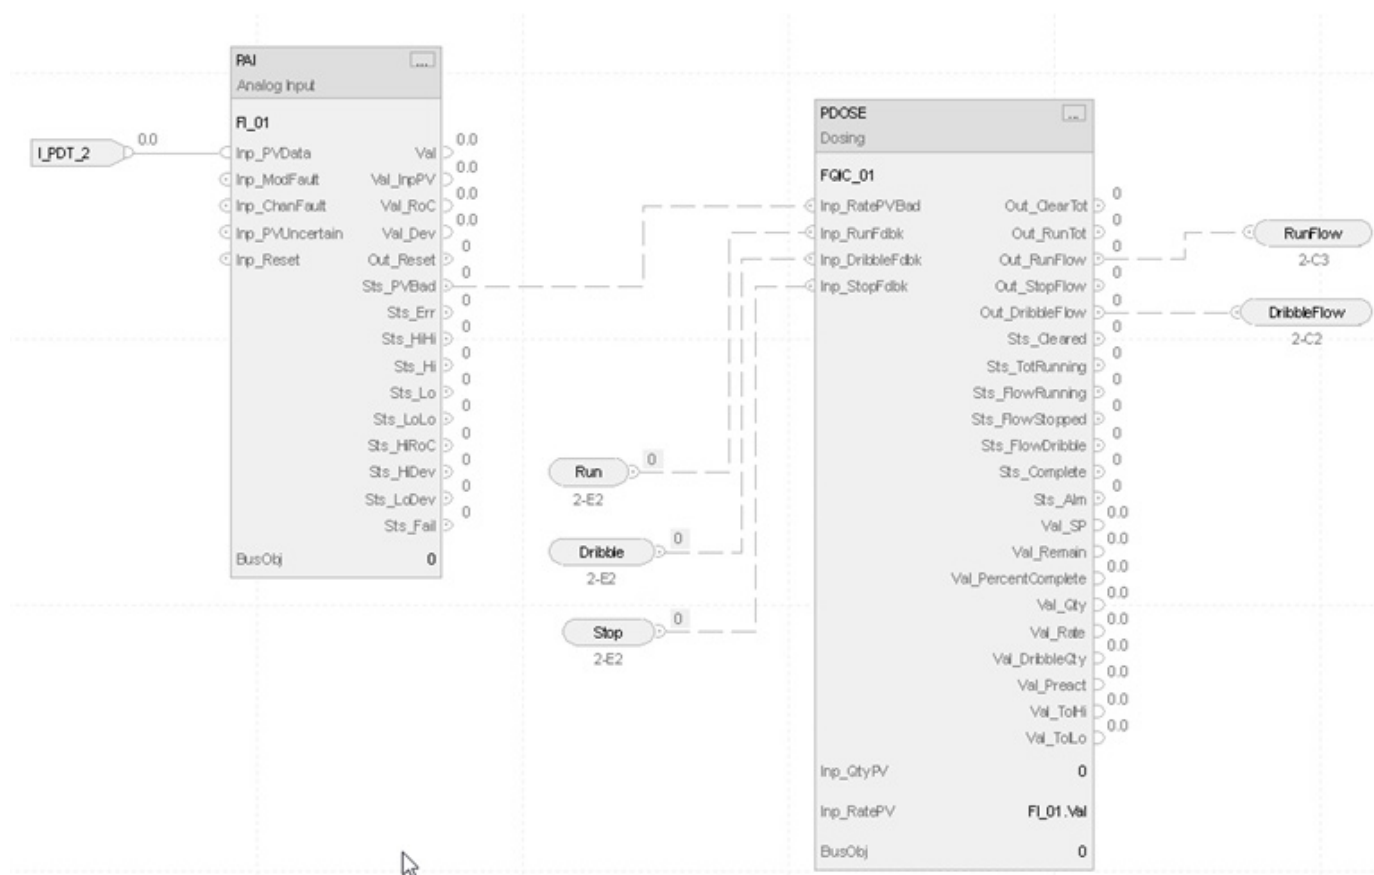 PAI
...
Analog Input
FI_01
I_PDT_2
0.0
Inp_PVData
Val
0.0
Inp_ModFault
Val_InpPV
0.0
Inp_ChanFault
Val_RoC
0.0
Inp_PVUncertain
Val_Dev
0.0
Inp_Reset
Out_Reset
0
Sts_PVBad
0
Sts_Err
0
Sts_HiHi
0
Sts_Hi
0
Sts_Lo
0
Sts_LoLo
0
Sts_HiRoC
0
Sts_HiDev
0
Sts_LoDev
0
Sts_Fail
0
BusObj
0
Run
0
2-E2
Dribble
0
2-E2
Stop
0
2-E2
PDOSE
...
Dosing
FQIC_01
Inp_RatePVBad
Out_ClearTot
0
Inp_RunFdbk
Out_RunTot
0
Inp_DribbleFdbk
Out_RunFlow
0
Inp_StopFdbk
Out_StopFlow
0
Out_DribbleFlow
0
Sts_Cleared
0
Sts_TotRunning
0
Sts_FlowRunning
0
Sts_FlowStopped
0
Sts_FlowDribble
0
Sts_Complete
0
Sts_Alm
0
Val_SP
0.0
Val_Remain
0.0
Val_PercentComplete
0.0
Val_Qty
0.0
Val_Rate
0.0
Val_DribbleQty
0.0
Val_Preact
0.0
Val_TolHi
0.0
Val_TolLo
0.0
Inp_QtyPV
0
Inp_RatePV
FI_01.Val
BusObj
0
RunFlow
2-C3
DribbleFlow
2-C2